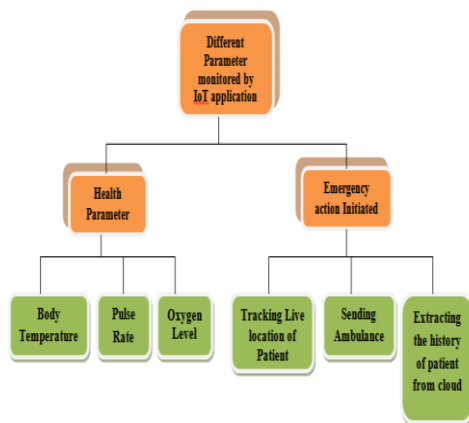 Different
Parameter
monitored by
IoT application
Health
Parameter
Emergency
action Initiated
Body
Temperature
Pulse
Rate
Oxygen
Level
Tracking Live
location of
Patient
Sending
Ambulance
Extracting
the history
of patient
from cloud